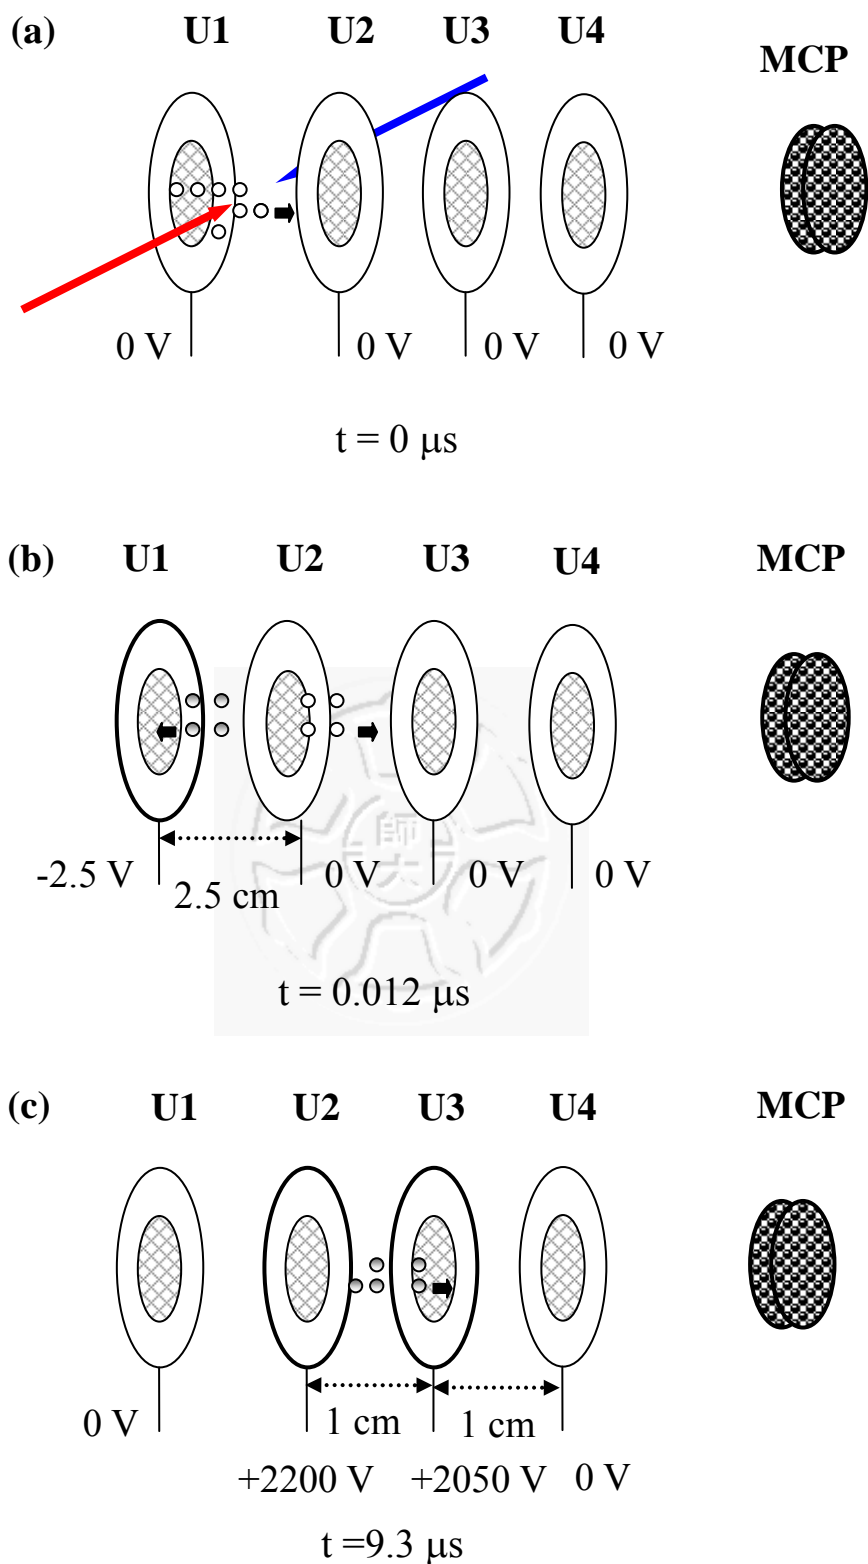 (a) U1 U2 U3 U4
MCP
0 V 0 V 0 V 0 V
t = 0 μs
(b) U1 U2 U3 U4 MCP
師大
-2.5 V 0 V 0 V 0 V
2.5 cm
t = 0.012 μs
(c) U1 U2 U3 U4 MCP
0 V 1 cm 1 cm
+2200 V +2050 V 0 V
t =9.3 μs